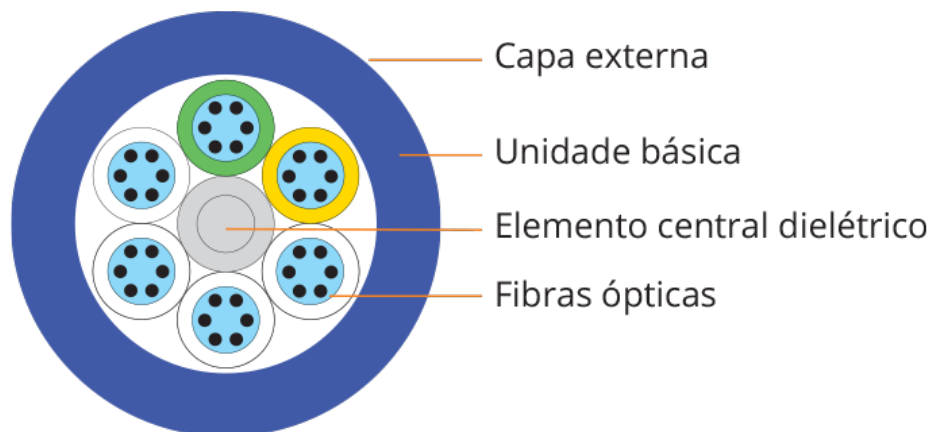 Capa externa
Unidade básica
Elemento central dielétrico
Fibras ópticas